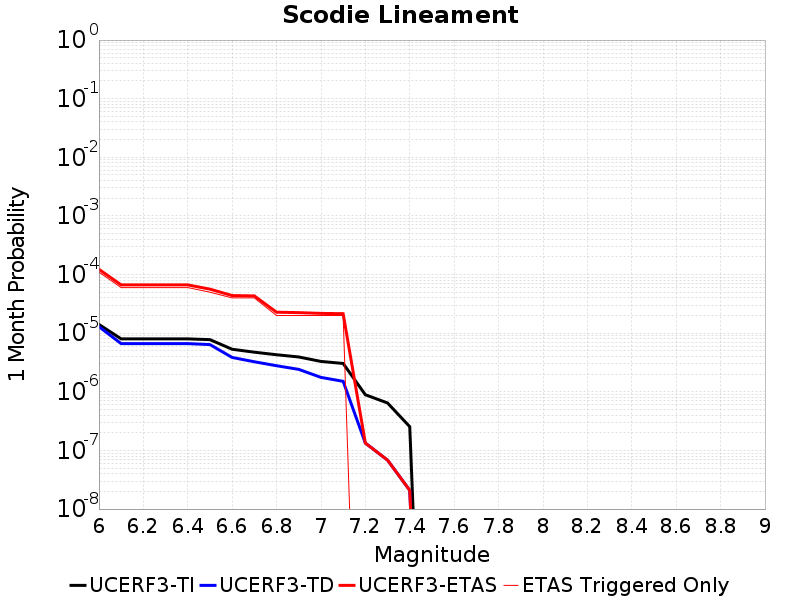 Scodie Lineament
1 Month Probability
10^0
10^-1
10^-2
10^-3
10^-4
10^-5
10^-6
10^-7
10^-8
6 6.2 6.4 6.6 6.8 7 7.2 7.4 7.6 7.8 8 8.2 8.4 8.6 8.8 9
Magnitude
UCERF3-TI UCERF3-TD UCERF3-ETAS ETAS Triggered Only